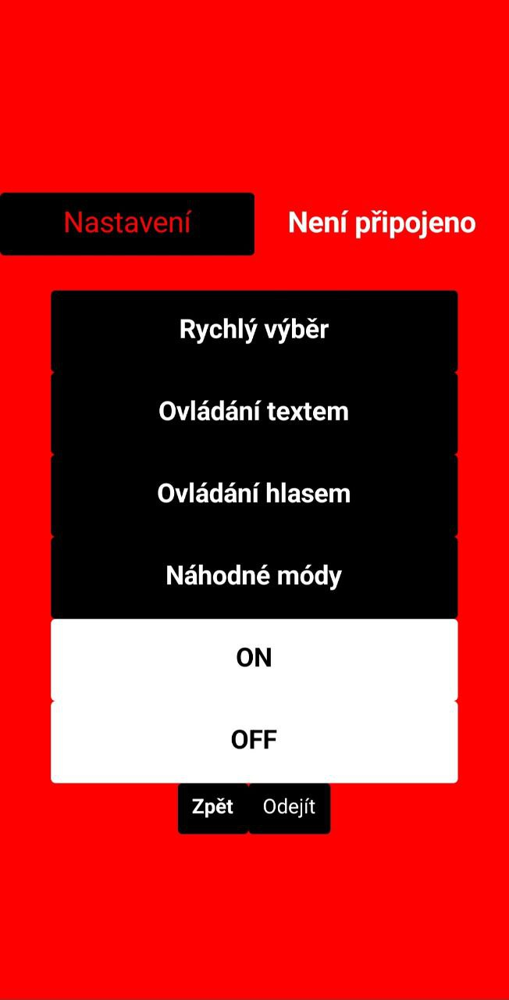 Nastavení
Není připojeno
Rychlý výběr
Ovládání textem
Ovládání hlasem
Náhodné módy
ON
OFF
Zpět
Odejít